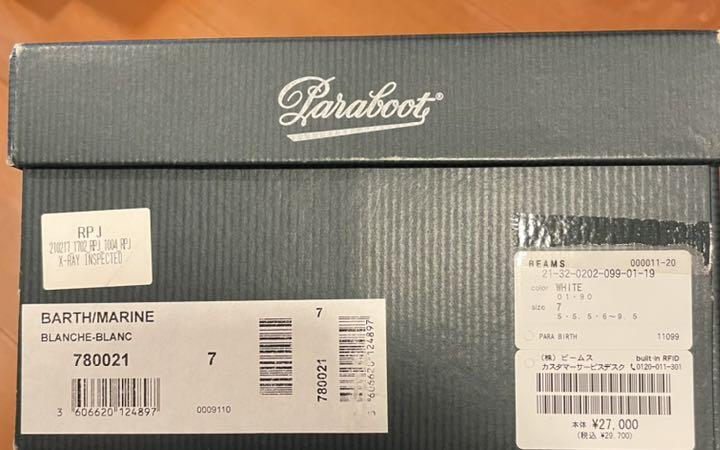 Paraboot®
RPJ
210217 1702 RPJ 1004 RPJ
X-RAY INSPECTED
BARTH/MARINE
BLANCHE-BLANC
780021 7
3 606620 124897
0009110
7
780021
3 606620 124897
BEAMS 000011-20
21-32-0202-099-01-19
color WHITE
01・90
size 7
5・5.5・6～9.5
PARA BIRTH 11099
(株) ビームス built-in RFID
カスタマーサービスデスク 0120-011-301
本体 ¥27,000
(税込 ¥29,700)